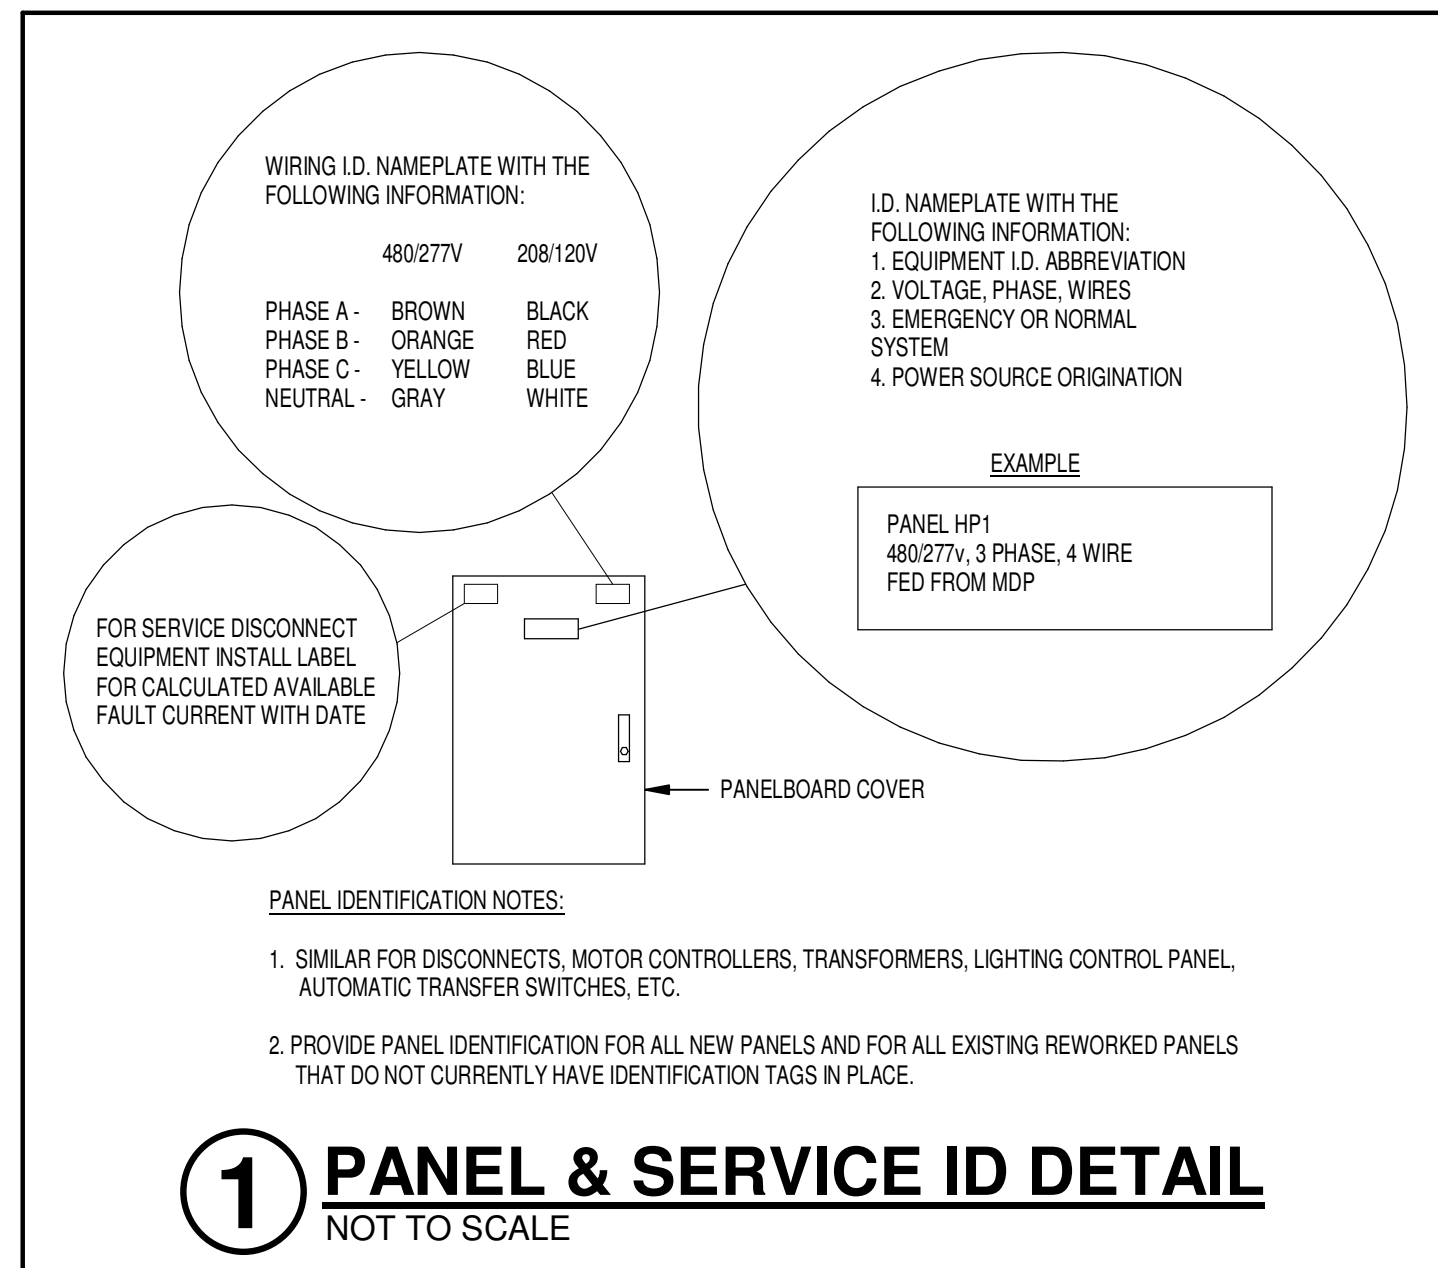 WIRING I.D. NAMEPLATE WITH THE
FOLLOWING INFORMATION:
480/277V 208/120V
PHASE A - BROWN BLACK
PHASE B - ORANGE RED
PHASE C - YELLOW BLUE
NEUTRAL - GRAY WHITE
I.D. NAMEPLATE WITH THE
FOLLOWING INFORMATION:
1. EQUIPMENT I.D. ABBREVIATION
2. VOLTAGE, PHASE, WIRES
3. EMERGENCY OR NORMAL
SYSTEM
4. POWER SOURCE ORIGINATION
EXAMPLE
PANEL HP1
480/277v, 3 PHASE, 4 WIRE
FED FROM MDP
FOR SERVICE DISCONNECT
EQUIPMENT INSTALL LABEL
FOR CALCULATED AVAILABLE
FAULT CURRENT WITH DATE
PANELBOARD COVER
PANEL IDENTIFICATION NOTES:
1. SIMILAR FOR DISCONNECTS, MOTOR CONTROLLERS, TRANSFORMERS, LIGHTING CONTROL PANEL,
AUTOMATIC TRANSFER SWITCHES, ETC.
2. PROVIDE PANEL IDENTIFICATION FOR ALL NEW PANELS AND FOR ALL EXISTING REWORKED PANELS
THAT DO NOT CURRENTLY HAVE IDENTIFICATION TAGS IN PLACE.
1 PANEL & SERVICE ID DETAIL
NOT TO SCALE